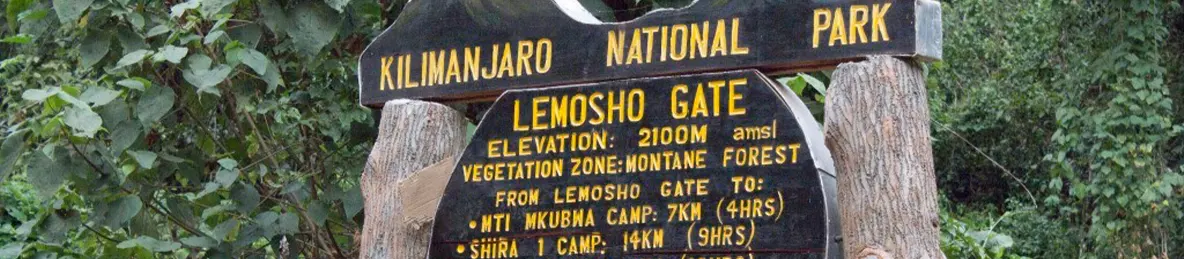 KILIMANJARO NATIONAL PARK
LEMOSHO GATE
ELEVATION: 2100M amsl
VEGETATION ZONE: MONTANE FOREST
FROM LEMOSHO GATE TO:
• MTI MKUBWA CAMP: 7KM (4HRS)
• SHIRA 1 CAMP: 14KM (9HRS)